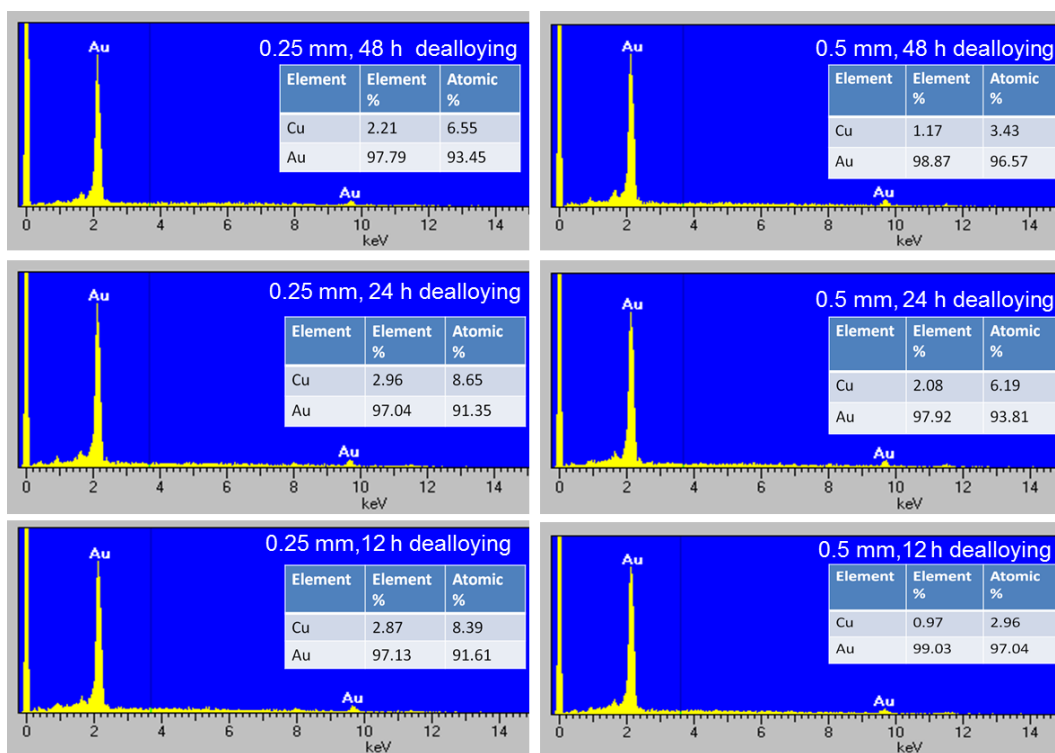 Au
0.25 mm, 48 h dealloying
Element Element % Atomic %
Cu 2.21 6.55
Au 97.79 93.45
Au
0 2 4 6 8 10 12 14
keV
Au
0.5 mm, 48 h dealloying
Element Element % Atomic %
Cu 1.17 3.43
Au 98.87 96.57
Au
0 2 4 6 8 10 12 14
keV
Au
0.25 mm, 24 h dealloying
Element Element % Atomic %
Cu 2.96 8.65
Au 97.04 91.35
Au
0 2 4 6 8 10 12 14
keV
Au
0.5 mm, 24 h dealloying
Element Element % Atomic %
Cu 2.08 6.19
Au 97.92 93.81
Au
0 2 4 6 8 10 12 14
keV
Au
0.25 mm,12 h dealloying
Element Element % Atomic %
Cu 2.87 8.39
Au 97.13 91.61
Au
0 2 4 6 8 10 12 14
keV
Au
0.5 mm,12 h dealloying
Element Element % Atomic %
Cu 0.97 2.96
Au 99.03 97.04
Au
0 2 4 6 8 10 12 14
keV